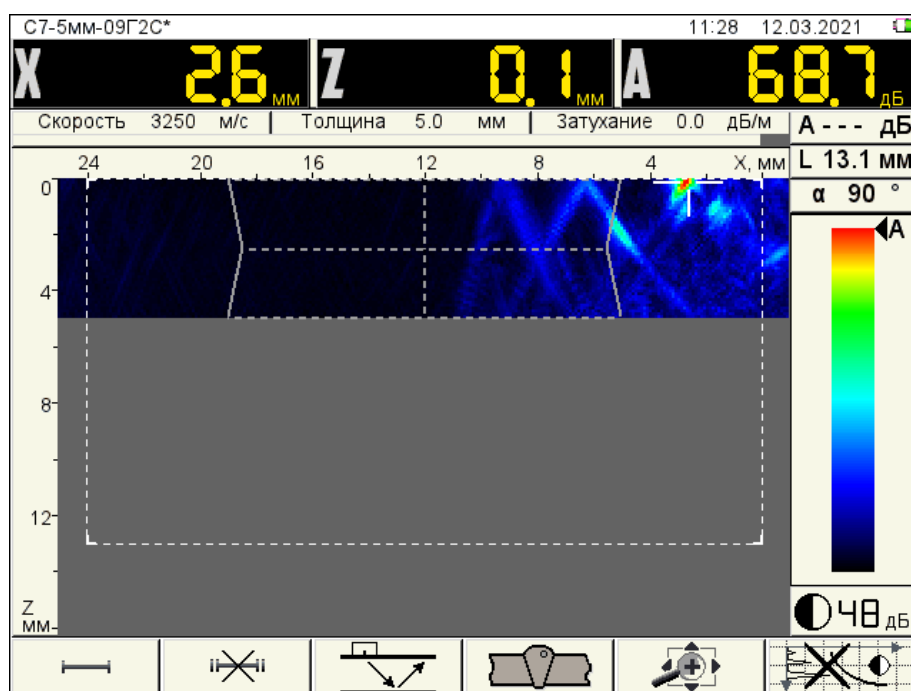 С7-5мм-09Г2С* 11:28 12.03.2021
X 2.6 мм Z 0.1 мм A 68.7 дБ
Скорость 3250 м/с Толщина 5.0 мм Затухание 0.0 дБ/м
A - - - дБ
L 13.1 мм
α 90 °
24 20 16 12 8 4 X, мм
0
4
8
12
Z
мм
A
48 дБ